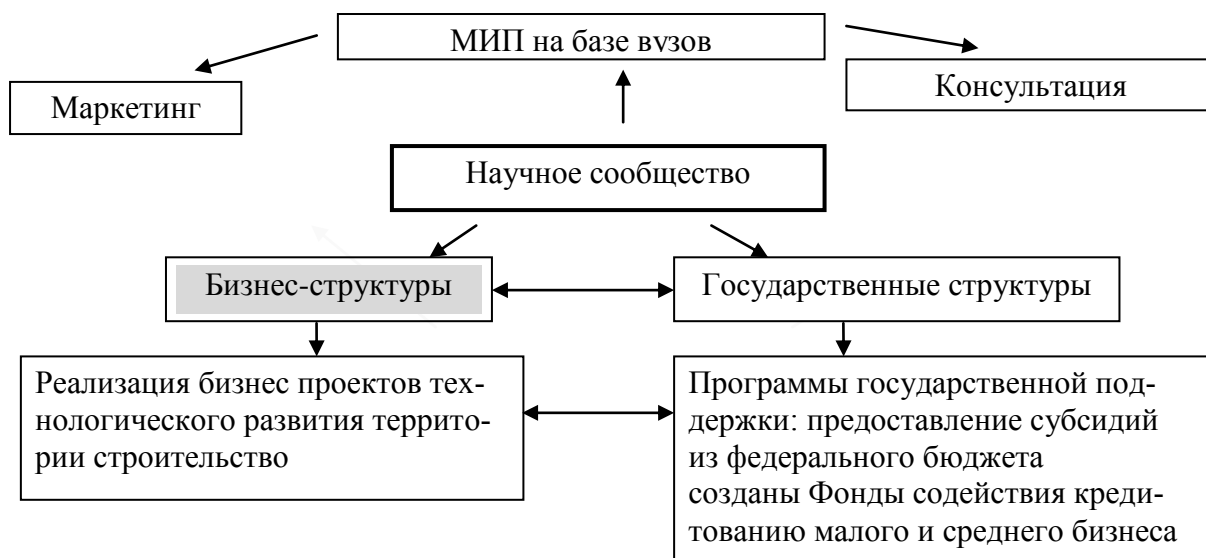 МИП на базе вузов
Маркетинг
Консультация
Научное сообщество
Бизнес-структуры
Государственные структуры
Реализация бизнес проектов тех-
нологического развития террито-
рии строительство
Программы государственной под-
держки: предоставление субсидий
из федерального бюджета
созданы Фонды содействия креди-
тованию малого и среднего бизнеса